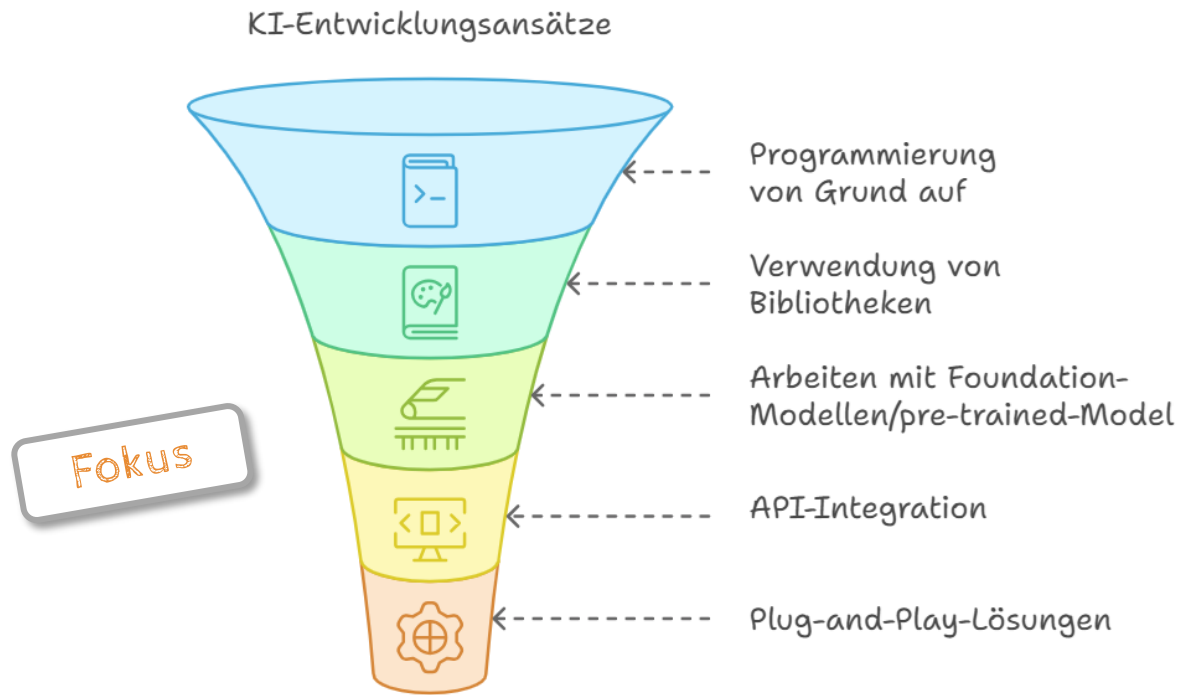 KI-Entwicklungsansätze
Programmierung
von Grund auf
Verwendung von
Bibliotheken
Arbeiten mit Foundation-
Modellen/pre-trained-Model
Fokus
API-Integration
Plug-and-Play-Lösungen